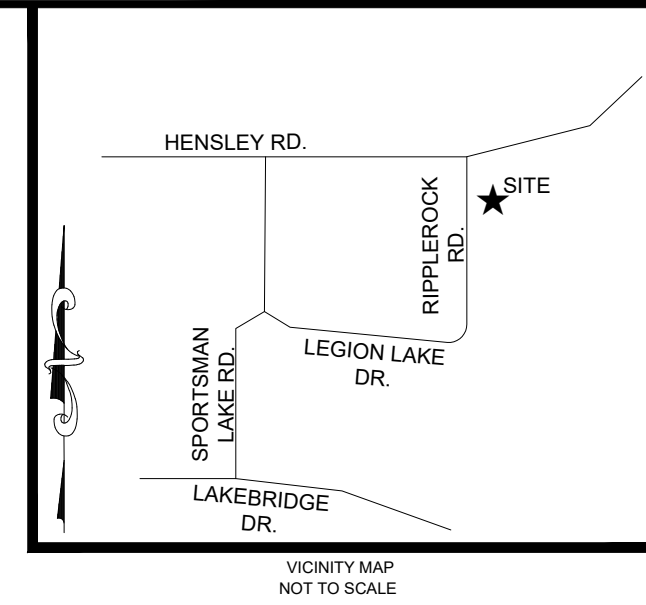 HENSLEY RD.
SITE
RIPPLEROCK
RD.
LEGION LAKE
DR.
SPORTSMAN
LAKE RD.
LAKEBRIDGE
DR.
VICINITY MAP
NOT TO SCALE